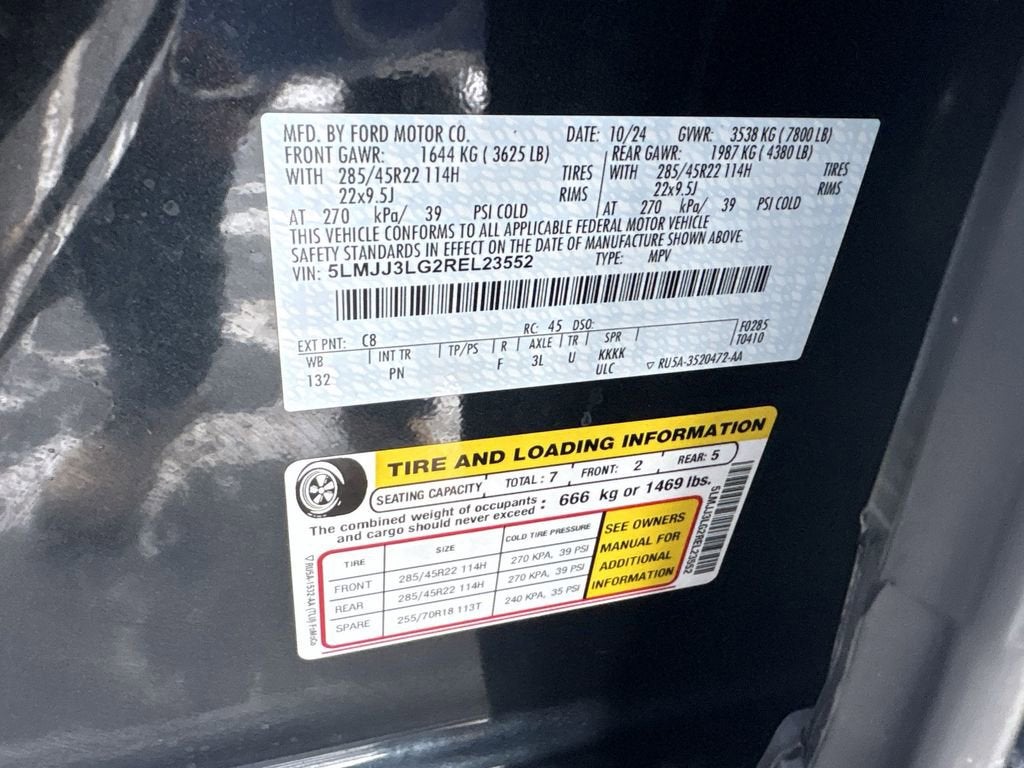 MFD. BY FORD MOTOR CO. DATE: 10/24 GVWR: 3538 KG ( 7800 LB)
FRONT GAWR: 1644 KG ( 3625 LB) REAR GAWR: 1987 KG ( 4380 LB)
WITH 285/45R22 114H TIRES WITH 285/45R22 114H TIRES
22x9.5J RIMS 22x9.5J RIMS
AT 270 kPa/ 39 PSI COLD AT 270 kPa/ 39 PSI COLD
THIS VEHICLE CONFORMS TO ALL APPLICABLE FEDERAL MOTOR VEHICLE
SAFETY STANDARDS IN EFFECT ON THE DATE OF MANUFACTURE SHOWN ABOVE.
VIN: 5LMJJ3LG2REL23552 TYPE: MPV
EXT PNT: C8 RC: 45 DSO: F0285
WB INT TR TP/PS R AXLE TR SPR T0410
132 PN F 3L U KKKK
ULC RU5A-3520472-AA
TIRE AND LOADING INFORMATION
SEATING CAPACITY TOTAL : 7 FRONT: 2 REAR: 5
The combined weight of occupants
and cargo should never exceed : 666 kg or 1469 lbs.
TIRE SIZE COLD TIRE PRESSURE
FRONT 285/45R22 114H 270 KPA, 39 PSI
REAR 285/45R22 114H 270 KPA, 39 PSI
SPARE 255/70R18 113T 240 KPA, 35 PSI
SEE OWNERS
MANUAL FOR
ADDITIONAL
INFORMATION
5LMJJ3LG2REL23552
RU5A-1532-AA (TLU) FoMoCo